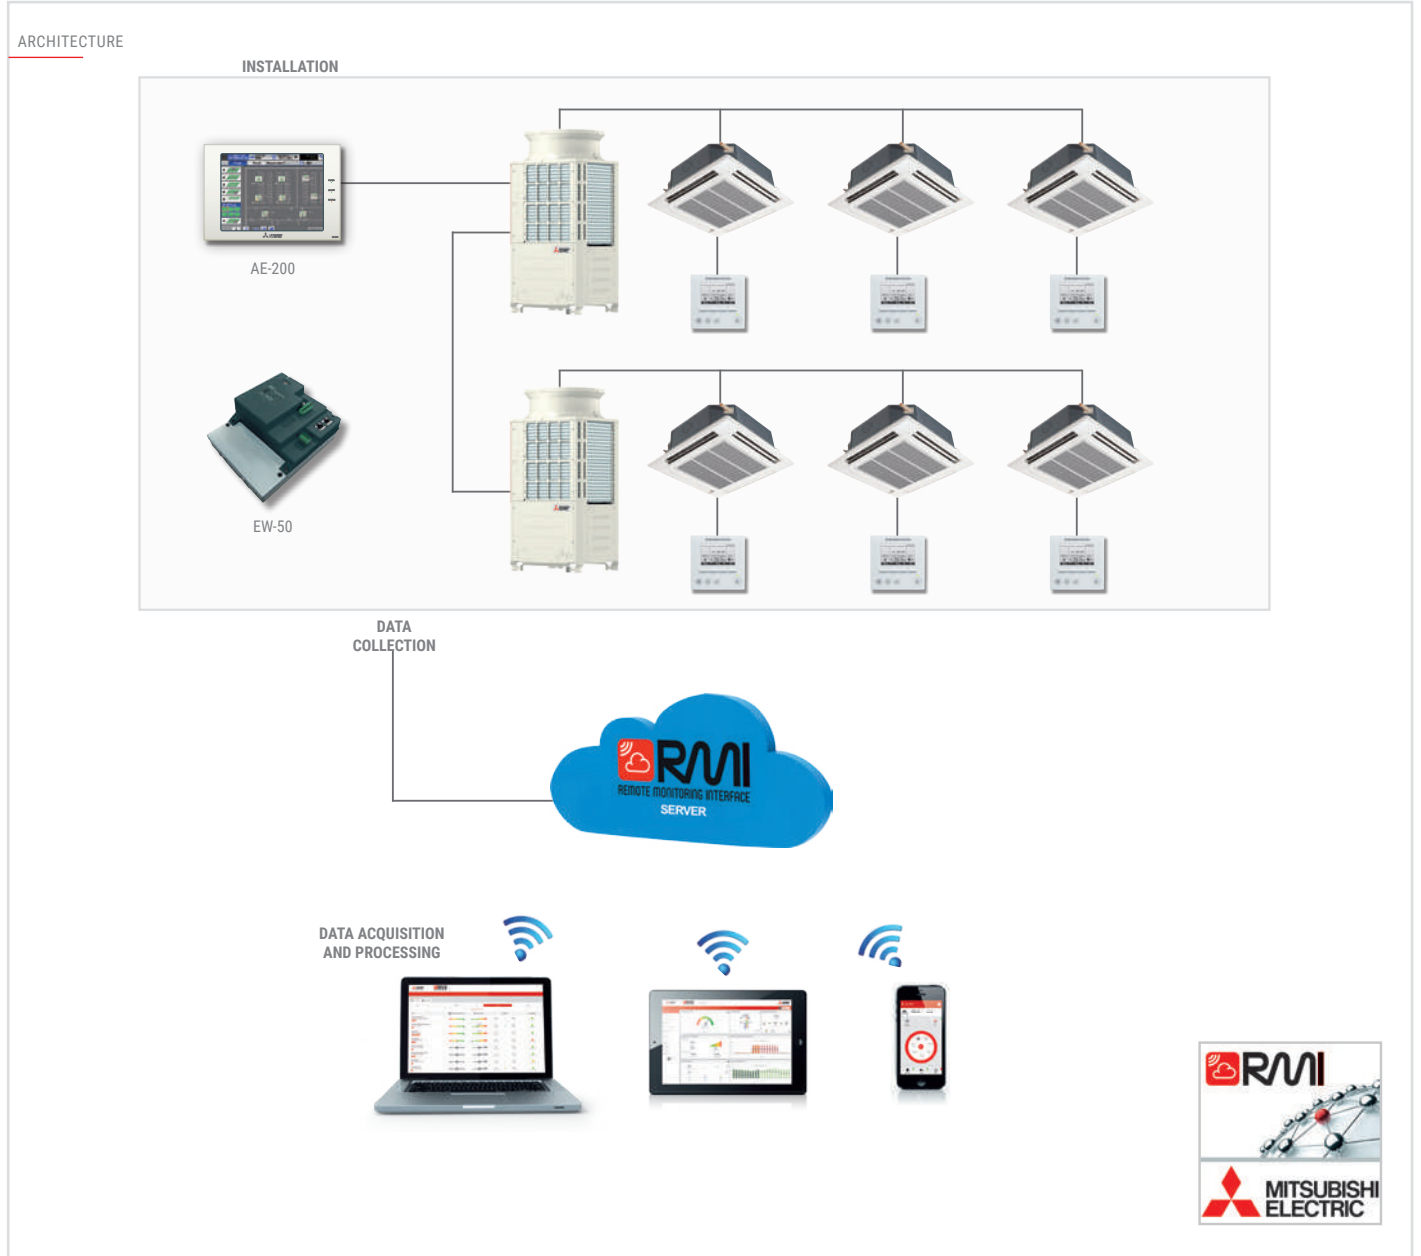 ARCHITECTURE
INSTALLATION
AE-200
EW-50
DATA
COLLECTION
RMI
REMOTE MONITORING INTERFACE
SERVER
DATA ACQUISITION
AND PROCESSING
RMI
MITSUBISHI
ELECTRIC